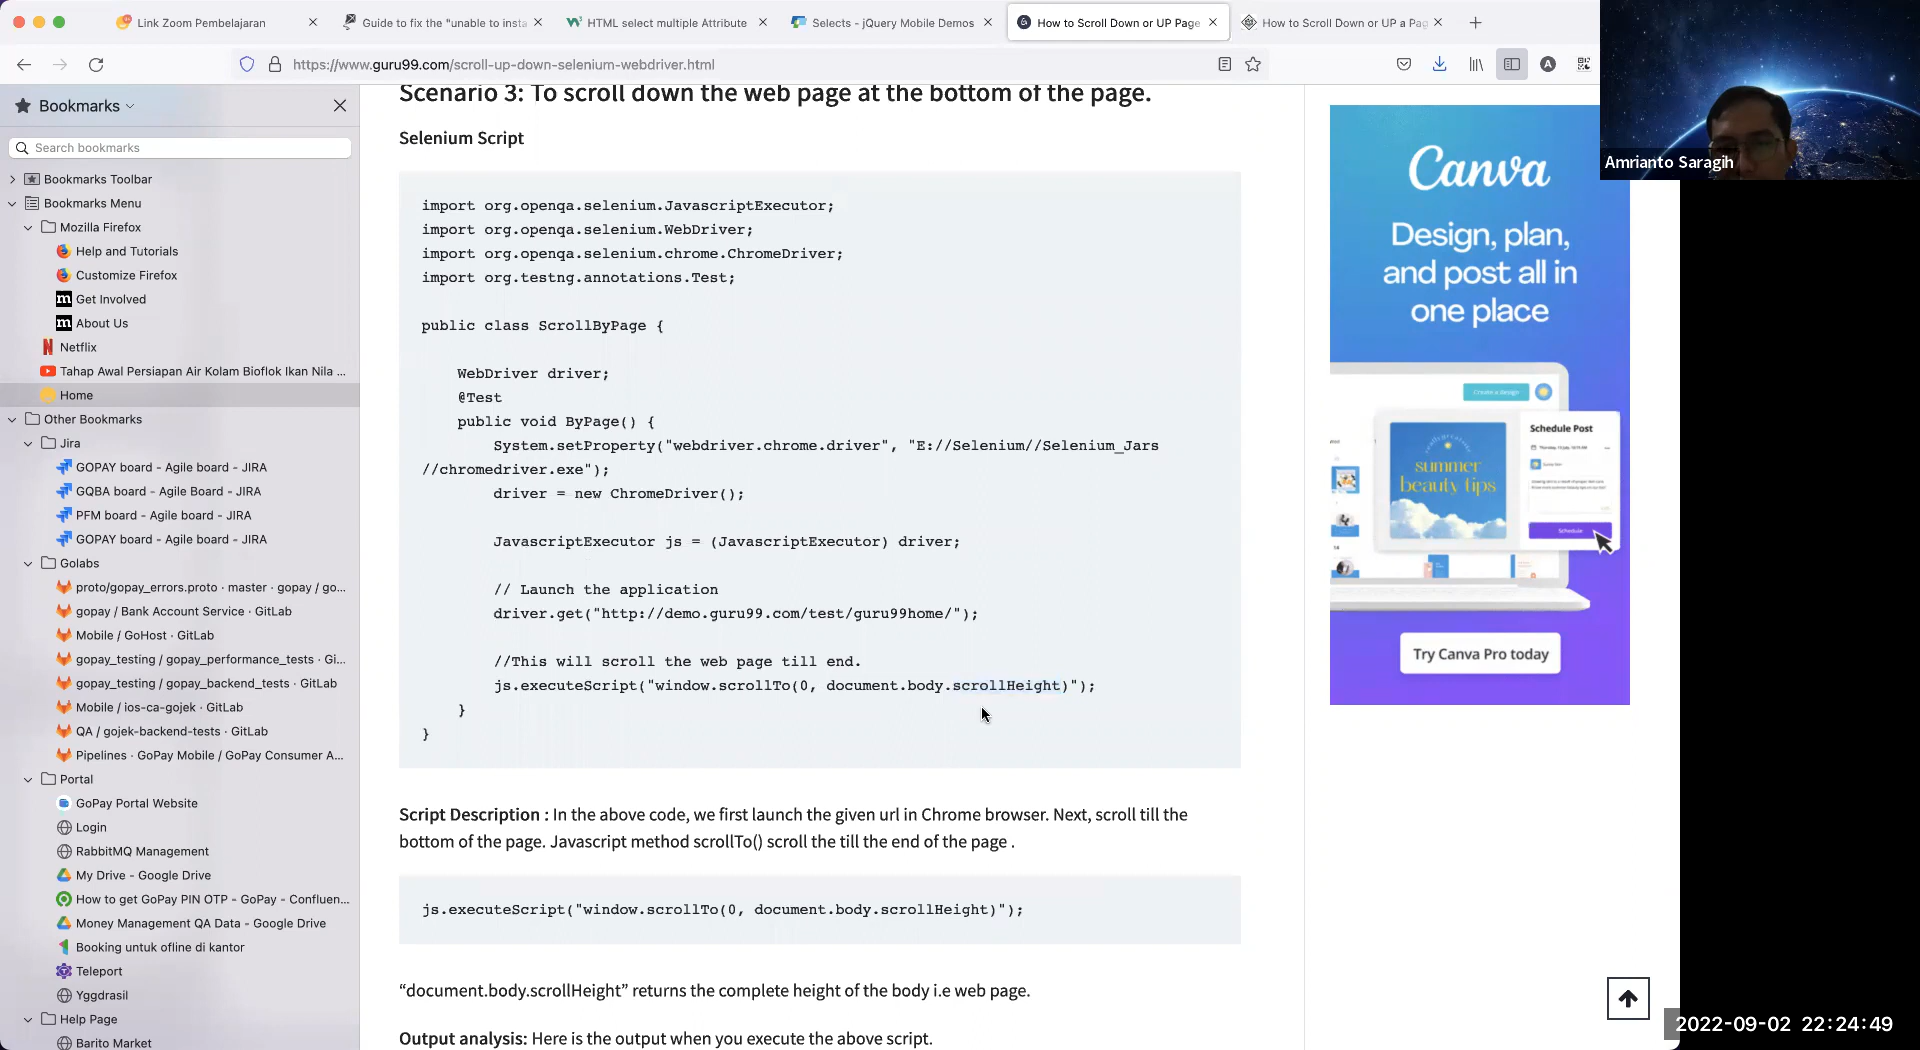 Link Zoom Pembelajaran
Guide to fix the "unable to insta
HTML select multiple Attribute
Selects - jQuery Mobile Demos
How to Scroll Down or UP Page
How to Scroll Down or UP a Pag
https://www.guru99.com/scroll-up-down-selenium-webdriver.html
A
Amrianto Saragih
Bookmarks
Search bookmarks
Bookmarks Toolbar
Bookmarks Menu
Mozilla Firefox
Help and Tutorials
Customize Firefox
Get Involved
About Us
Netflix
Tahap Awal Persiapan Air Kolam Bioflok Ikan Nila ...
Home
Other Bookmarks
Jira
GOPAY board - Agile board - JIRA
GQBA board - Agile Board - JIRA
PFM board - Agile board - JIRA
GOPAY board - Agile board - JIRA
Golabs
proto/gopay_errors.proto · master · gopay / go...
gopay / Bank Account Service · GitLab
Mobile / GoHost · GitLab
gopay_testing / gopay_performance_tests · Gi...
gopay_testing / gopay_backend_tests · GitLab
Mobile / ios-ca-gojek · GitLab
QA / gojek-backend-tests · GitLab
Pipelines · GoPay Mobile / GoPay Consumer A...
Portal
GoPay Portal Website
Login
RabbitMQ Management
My Drive - Google Drive
How to get GoPay PIN OTP - GoPay - Confluen...
Money Management QA Data - Google Drive
Booking untuk ofline di kantor
Teleport
Yggdrasil
Help Page
Barito Market
Scenario 3: To scroll down the web page at the bottom of the page.
Selenium Script
import org.openqa.selenium.JavascriptExecutor;
import org.openqa.selenium.WebDriver;
import org.openqa.selenium.chrome.ChromeDriver;
import org.testng.annotations.Test;
public class ScrollByPage {
WebDriver driver;
@Test
public void ByPage() {
System.setProperty("webdriver.chrome.driver", "E://Selenium//Selenium_Jars
//chromedriver.exe");
driver = new ChromeDriver();
JavascriptExecutor js = (JavascriptExecutor) driver;
// Launch the application
driver.get("http://demo.guru99.com/test/guru99home/");
//This will scroll the web page till end.
js.executeScript("window.scrollTo(0, document.body.scrollHeight)");
}
}
Script Description : In the above code, we first launch the given url in Chrome browser. Next, scroll till the
bottom of the page. Javascript method scrollTo() scroll the till the end of the page .
js.executeScript("window.scrollTo(0, document.body.scrollHeight)");
“document.body.scrollHeight” returns the complete height of the body i.e web page.
Output analysis: Here is the output when you execute the above script.
Canva
Design, plan,
and post all in
one place
Create a Design
Schedule Post
summer
beauty tips
Schedule
Try Canva Pro today
2022-09-02 22:24:49